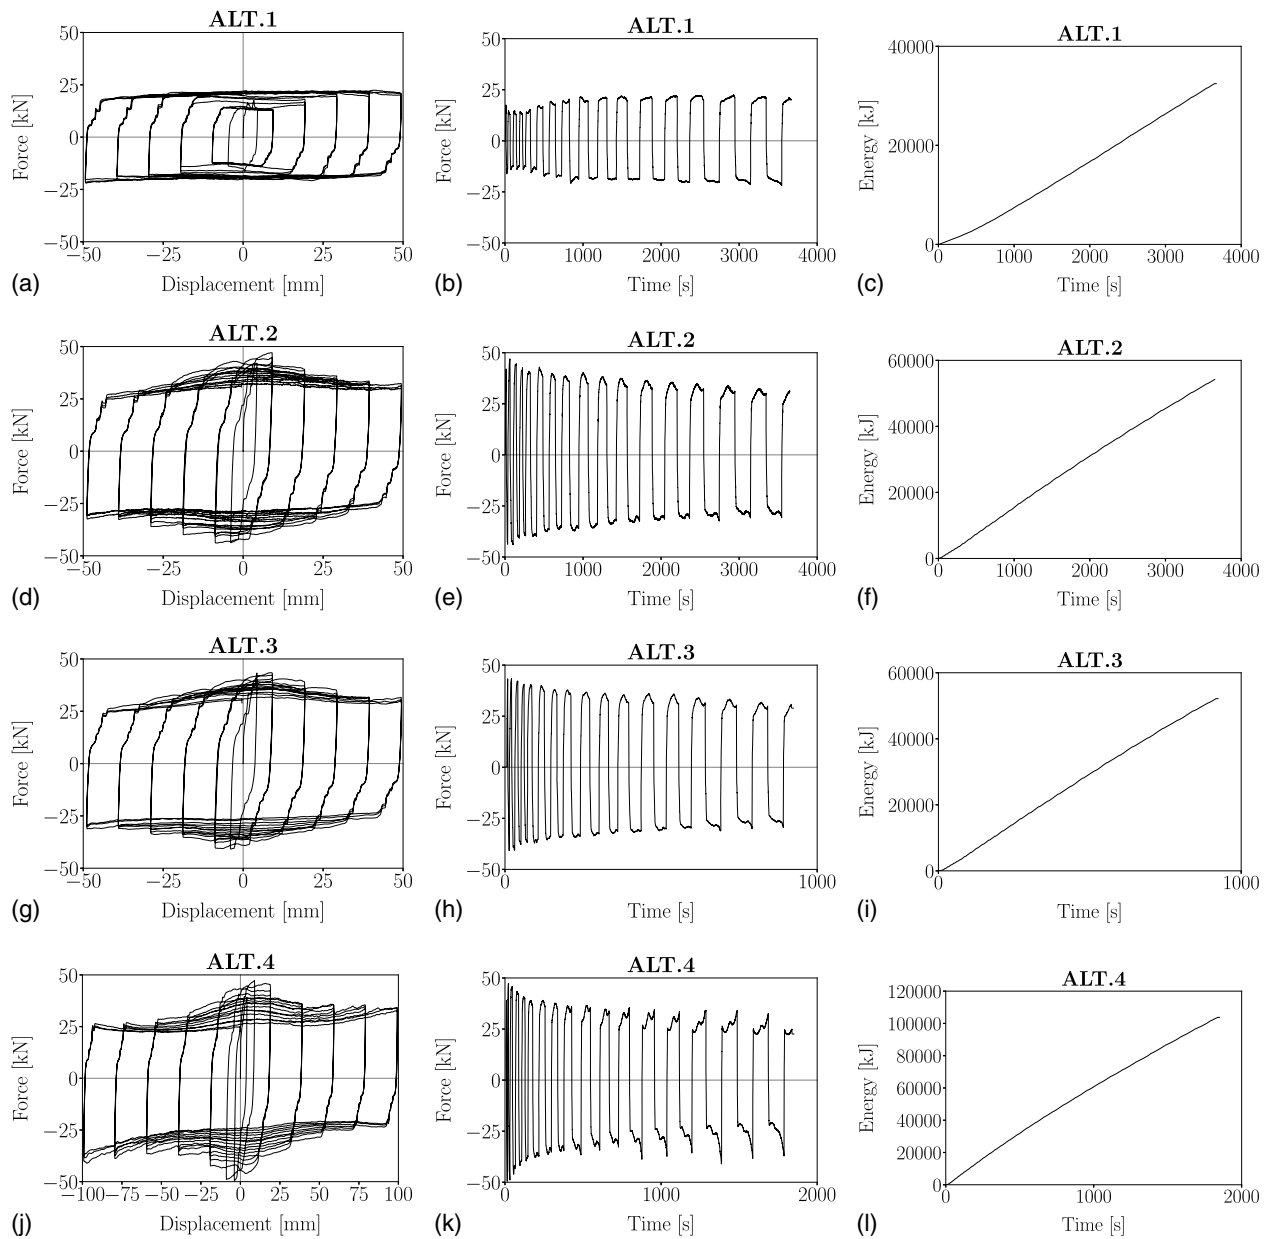 ALT.1
Force [kN]
50
25
0
−25
−50
−50
−25
0
25
50
Displacement [mm]
(a)
ALT.1
Force [kN]
50
25
0
−25
−50
0
1000
2000
3000
4000
Time [s]
(b)
ALT.1
Energy [kJ]
40000
20000
0
0
1000
2000
3000
4000
Time [s]
(c)
ALT.2
Force [kN]
50
25
0
−25
−50
−50
−25
0
25
50
Displacement [mm]
(d)
ALT.2
Force [kN]
50
25
0
−25
−50
0
1000
2000
3000
4000
Time [s]
(e)
ALT.2
Energy [kJ]
60000
40000
20000
0
0
1000
2000
3000
4000
Time [s]
(f)
ALT.3
Force [kN]
50
25
0
−25
−50
−50
−25
0
25
50
Displacement [mm]
(g)
ALT.3
Force [kN]
50
25
0
−25
−50
0
1000
Time [s]
(h)
ALT.3
Energy [kJ]
60000
40000
20000
0
0
1000
Time [s]
(i)
ALT.4
Force [kN]
50
25
0
−25
−50
−100
−75
−50
−25
0
25
50
75
100
Displacement [mm]
(j)
ALT.4
Force [kN]
50
25
0
−25
−50
0
1000
2000
Time [s]
(k)
ALT.4
Energy [kJ]
120000
100000
80000
60000
40000
20000
0
0
1000
2000
Time [s]
(l)